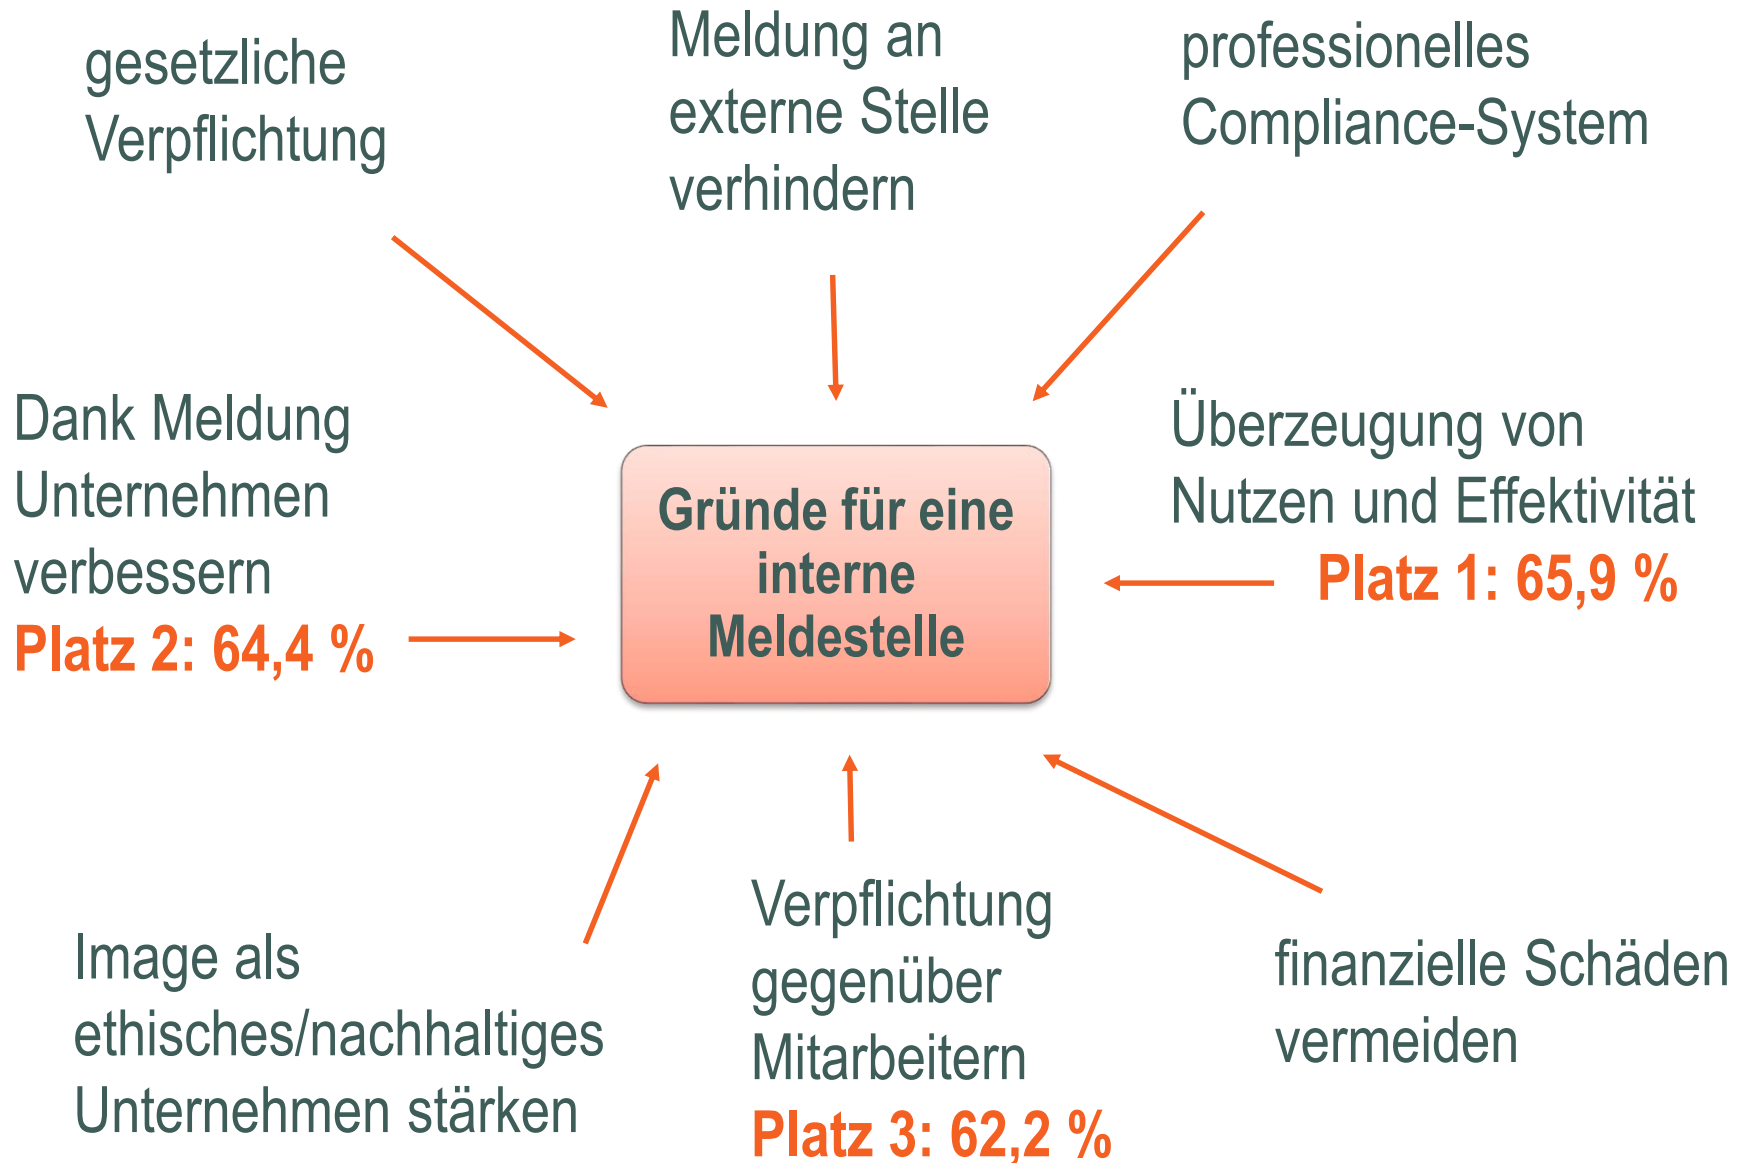 gesetzliche
Verpflichtung
Meldung an
externe Stelle
verhindern
professionelles
Compliance-System
Dank Meldung
Unternehmen
verbessern
Platz 2: 64,4 %
Gründe für eine
interne
Meldestelle
Überzeugung von
Nutzen und Effektivität
Platz 1: 65,9 %
Image als
ethisches/nachhaltiges
Unternehmen stärken
Verpflichtung
gegenüber
Mitarbeitern
Platz 3: 62,2 %
finanzielle Schäden
vermeiden